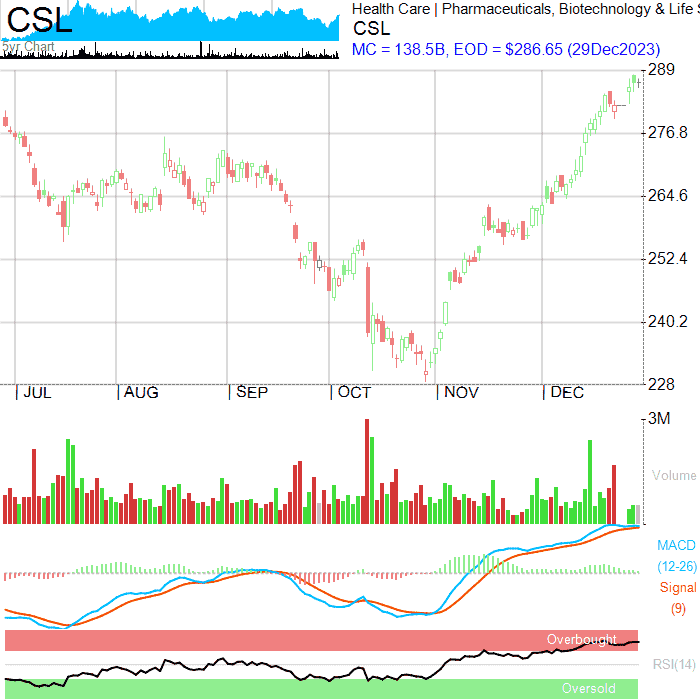 CSL
5yr Chart
Health Care | Pharmaceuticals, Biotechnology & Life S
CSL
MC = 138.5B, EOD = $286.65 (29Dec2023)
289
276.8
264.6
252.4
240.2
228
JUL AUG SEP OCT NOV DEC
3M
Volume
MACD
(12-26)
Signal
(9)
Overbought
RSI(14)
Oversold